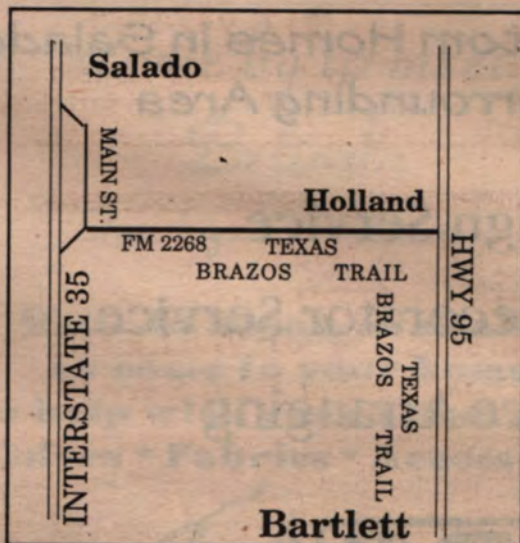 Salado
MAIN ST.
Holland
FM 2268 TEXAS
BRAZOS TRAIL
INTERSTATE 35
HWY 95
BRAZOS TEXAS TRAIL
Bartlett